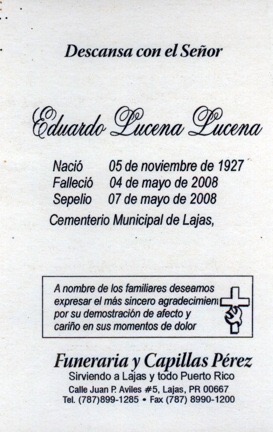 Descansa con el Señor
Eduardo Lucena Lucena
Nació 05 de noviembre de 1927
Falleció 04 de mayo de 2008
Sepelio 07 de mayo de 2008
Cementerio Municipal de Lajas,
A nombre de los familiares deseamos
expresar el más sincero agradecimien
por su demostración de afecto y
cariño en sus momentos de dolor
Funeraria y Capillas Pérez
Sirviendo a Lajas y todo Puerto Rico
Calle Juan P. Aviles #5, Lajas, PR 00667
Tel. (787)899-1285 • Fax (787) 8990-1200